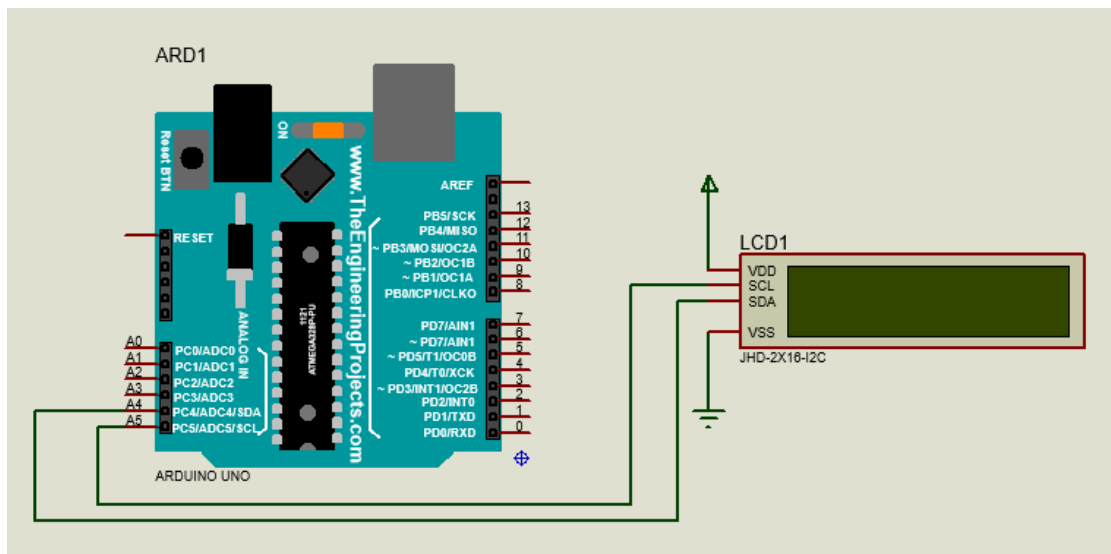 ARD1
Reset BTN
ON
www.TheEngineeringProjects.com
RESET
AREF
PB5/SCK 13
PB4/MISO 12
~ PB3/MOSI/OC2A 11
~ PB2/OC1B 10
~ PB1/OC1A 9
PB0/ICP1/CLKO 8
1121
ATMEGA328P-PU
ANALOG IN
A0 PC0/ADC0
A1 PC1/ADC1
A2 PC2/ADC2
A3 PC3/ADC3
A4 PC4/ADC4/SDA
A5 PC5/ADC5/SCL
PD7/AIN1 7
~ PD7/AIN1 6
~ PD5/T1/OC0B 5
PD4/T0/XCK 4
~ PD3/INT1/OC2B 3
PD2/INT0 2
PD1/TXD 1
PD0/RXD 0
ARDUINO UNO
LCD1
VDD
SCL
SDA
VSS
JHD-2X16-I2C